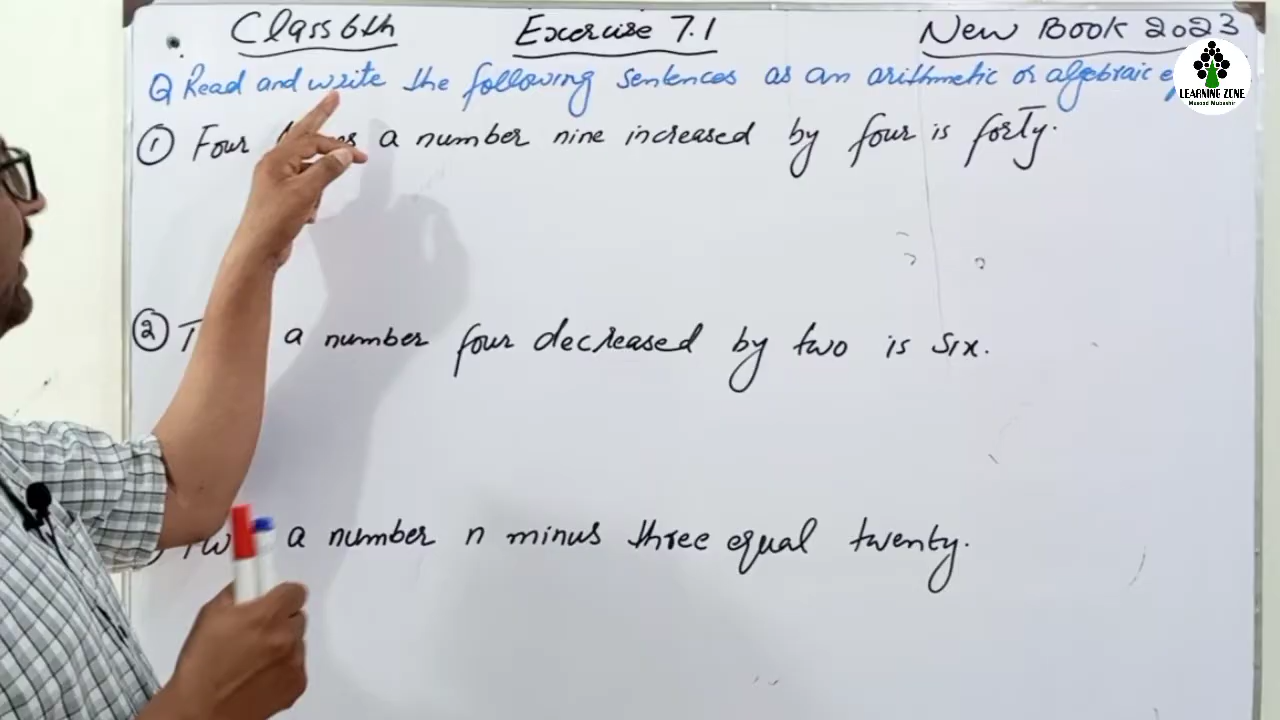 Class 6th Exercise 7.1 New Book 2023
Q Read and write the following sentences as an arithmetic or algebraic
LEARNING ZONE
Masood Mubashir
① Four a number nine increased by four is forty.
② a number four decreased by two is six.
a number n minus three equal twenty.